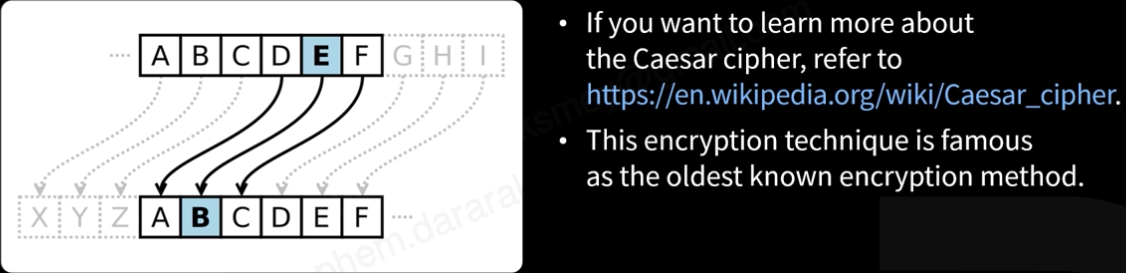 ···· A B C D E F G H I
X Y Z A B C D E F ····
• If you want to learn more about
the Caesar cipher, refer to
https://en.wikipedia.org/wiki/Caesar_cipher.
• This encryption technique is famous
as the oldest known encryption method.